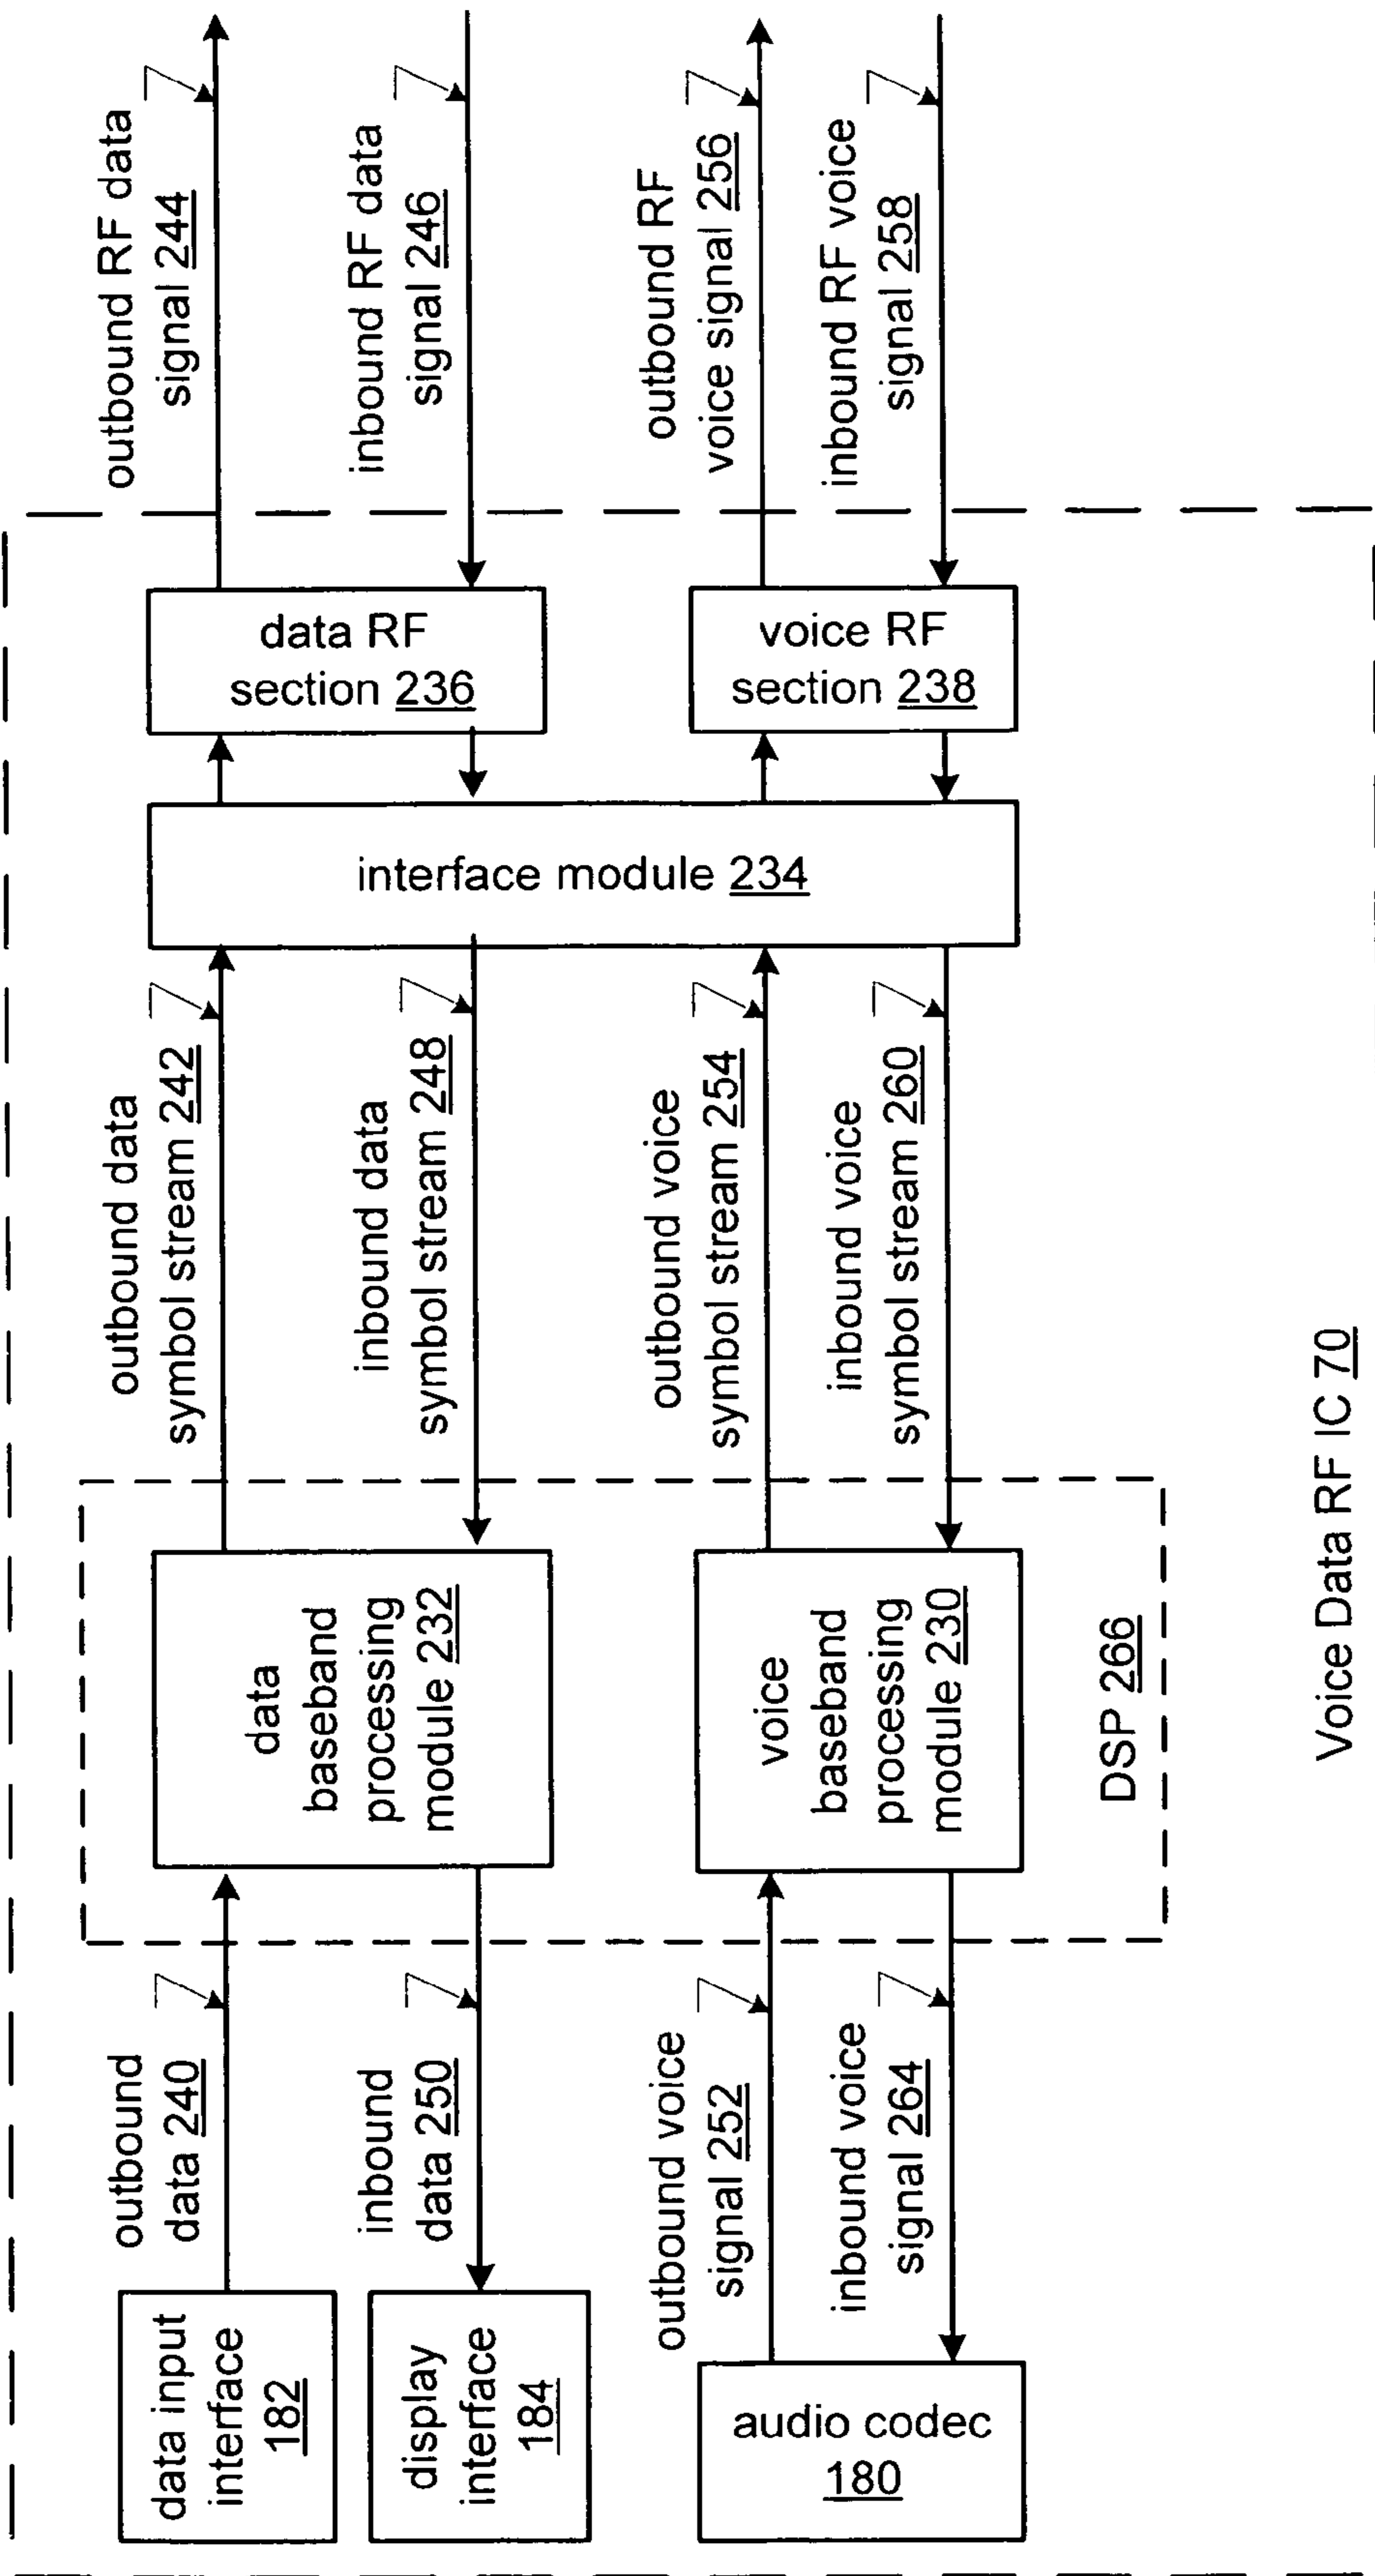 outbound RF data
signal 244
inbound RF data
signal 246
outbound RF
voice signal 256
inbound RF voice
signal 258
data RF
section 236
voice RF
section 238
interface module 234
outbound data
symbol stream 242
inbound data
symbol stream 248
outbound voice
symbol stream 254
inbound voice
symbol stream 260
data
baseband
processing
module 232
voice
baseband
processing
module 230
DSP 266
outbound
data 240
inbound
data 250
outbound voice
signal 252
inbound voice
signal 264
data input
interface
182
display
interface
184
audio codec
180
Voice Data RF IC 70